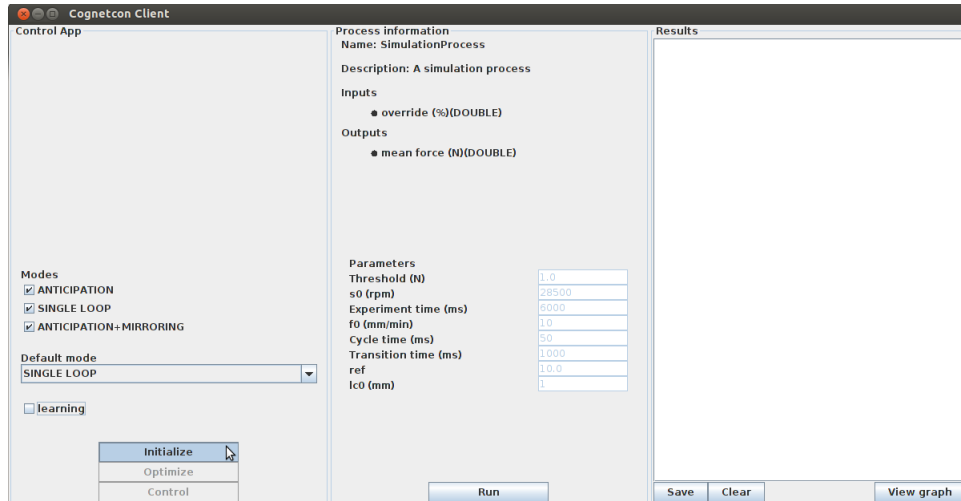 Cognetcon Client
Control App
Modes
ANTICIPATION
SINGLE LOOP
ANTICIPATION+MIRRORING
Default mode
SINGLE LOOP
learning
Initialize
Optimize
Control
Process information
Name: SimulationProcess
Description: A simulation process
Inputs
override (%)(DOUBLE)
Outputs
mean force (N)(DOUBLE)
Parameters
Threshold (N) 1.0
s0 (rpm) 28500
Experiment time (ms) 6000
f0 (mm/min) 10
Cycle time (ms) 50
Transition time (ms) 1000
ref 10.0
lc0 (mm) 1
Run
Results
Save Clear View graph